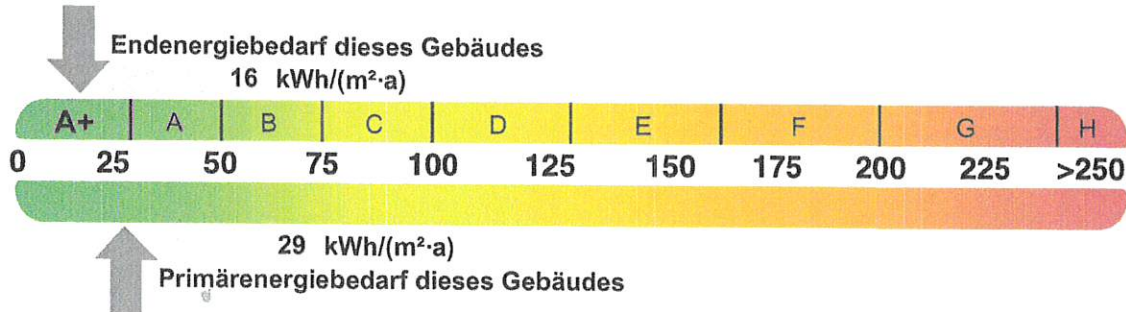 Endenergiebedarf dieses Gebäudes
16 kWh/(m²·a)
A+ A B C D E F G H
0 25 50 75 100 125 150 175 200 225 >250
29 kWh/(m²·a)
Primärenergiebedarf dieses Gebäudes